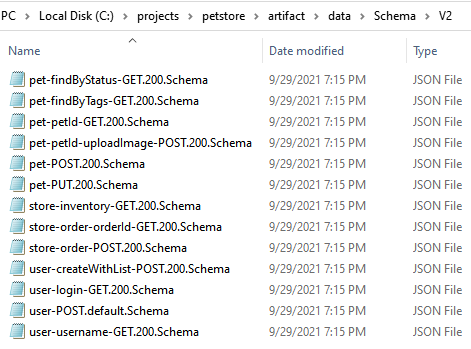 PC > Local Disk (C:) > projects > petstore > artifact > data > Schema > V2
Name Date modified Type
pet-findByStatus-GET.200.Schema 9/29/2021 7:15 PM JSON File
pet-findByTags-GET.200.Schema 9/29/2021 7:15 PM JSON File
pet-petId-GET.200.Schema 9/29/2021 7:15 PM JSON File
pet-petId-uploadImage-POST.200.Schema 9/29/2021 7:15 PM JSON File
pet-POST.200.Schema 9/29/2021 7:15 PM JSON File
pet-PUT.200.Schema 9/29/2021 7:15 PM JSON File
store-inventory-GET.200.Schema 9/29/2021 7:15 PM JSON File
store-order-orderId-GET.200.Schema 9/29/2021 7:15 PM JSON File
store-order-POST.200.Schema 9/29/2021 7:15 PM JSON File
user-createWithList-POST.200.Schema 9/29/2021 7:15 PM JSON File
user-login-GET.200.Schema 9/29/2021 7:15 PM JSON File
user-POST.default.Schema 9/29/2021 7:15 PM JSON File
user-username-GET.200.Schema 9/29/2021 7:15 PM JSON File